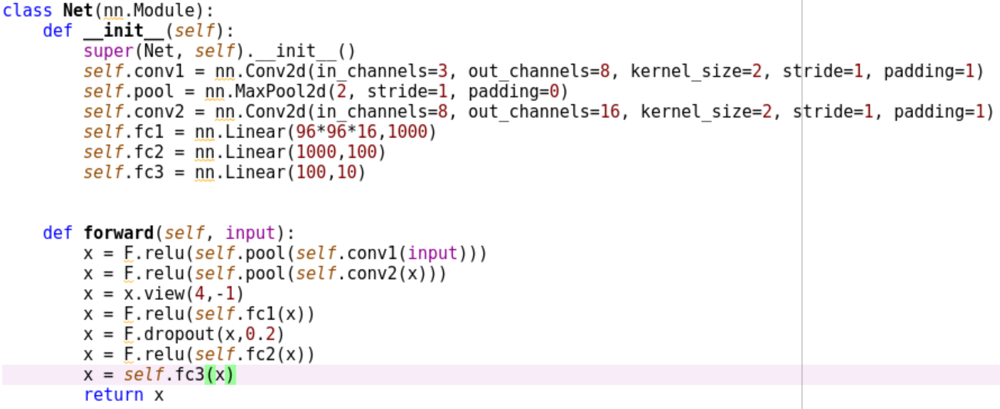 class Net(nn.Module):
    def __init__(self):
        super(Net, self).__init__()
        self.conv1 = nn.Conv2d(in_channels=3, out_channels=8, kernel_size=2, stride=1, padding=1)
        self.pool = nn.MaxPool2d(2, stride=1, padding=0)
        self.conv2 = nn.Conv2d(in_channels=8, out_channels=16, kernel_size=2, stride=1, padding=1)
        self.fc1 = nn.Linear(96*96*16,1000)
        self.fc2 = nn.Linear(1000,100)
        self.fc3 = nn.Linear(100,10)
    def forward(self, input):
        x = F.relu(self.pool(self.conv1(input)))
        x = F.relu(self.pool(self.conv2(x)))
        x = x.view(4,-1)
        x = F.relu(self.fc1(x))
        x = F.dropout(x,0.2)
        x = F.relu(self.fc2(x))
        x = self.fc3(x)
        return x